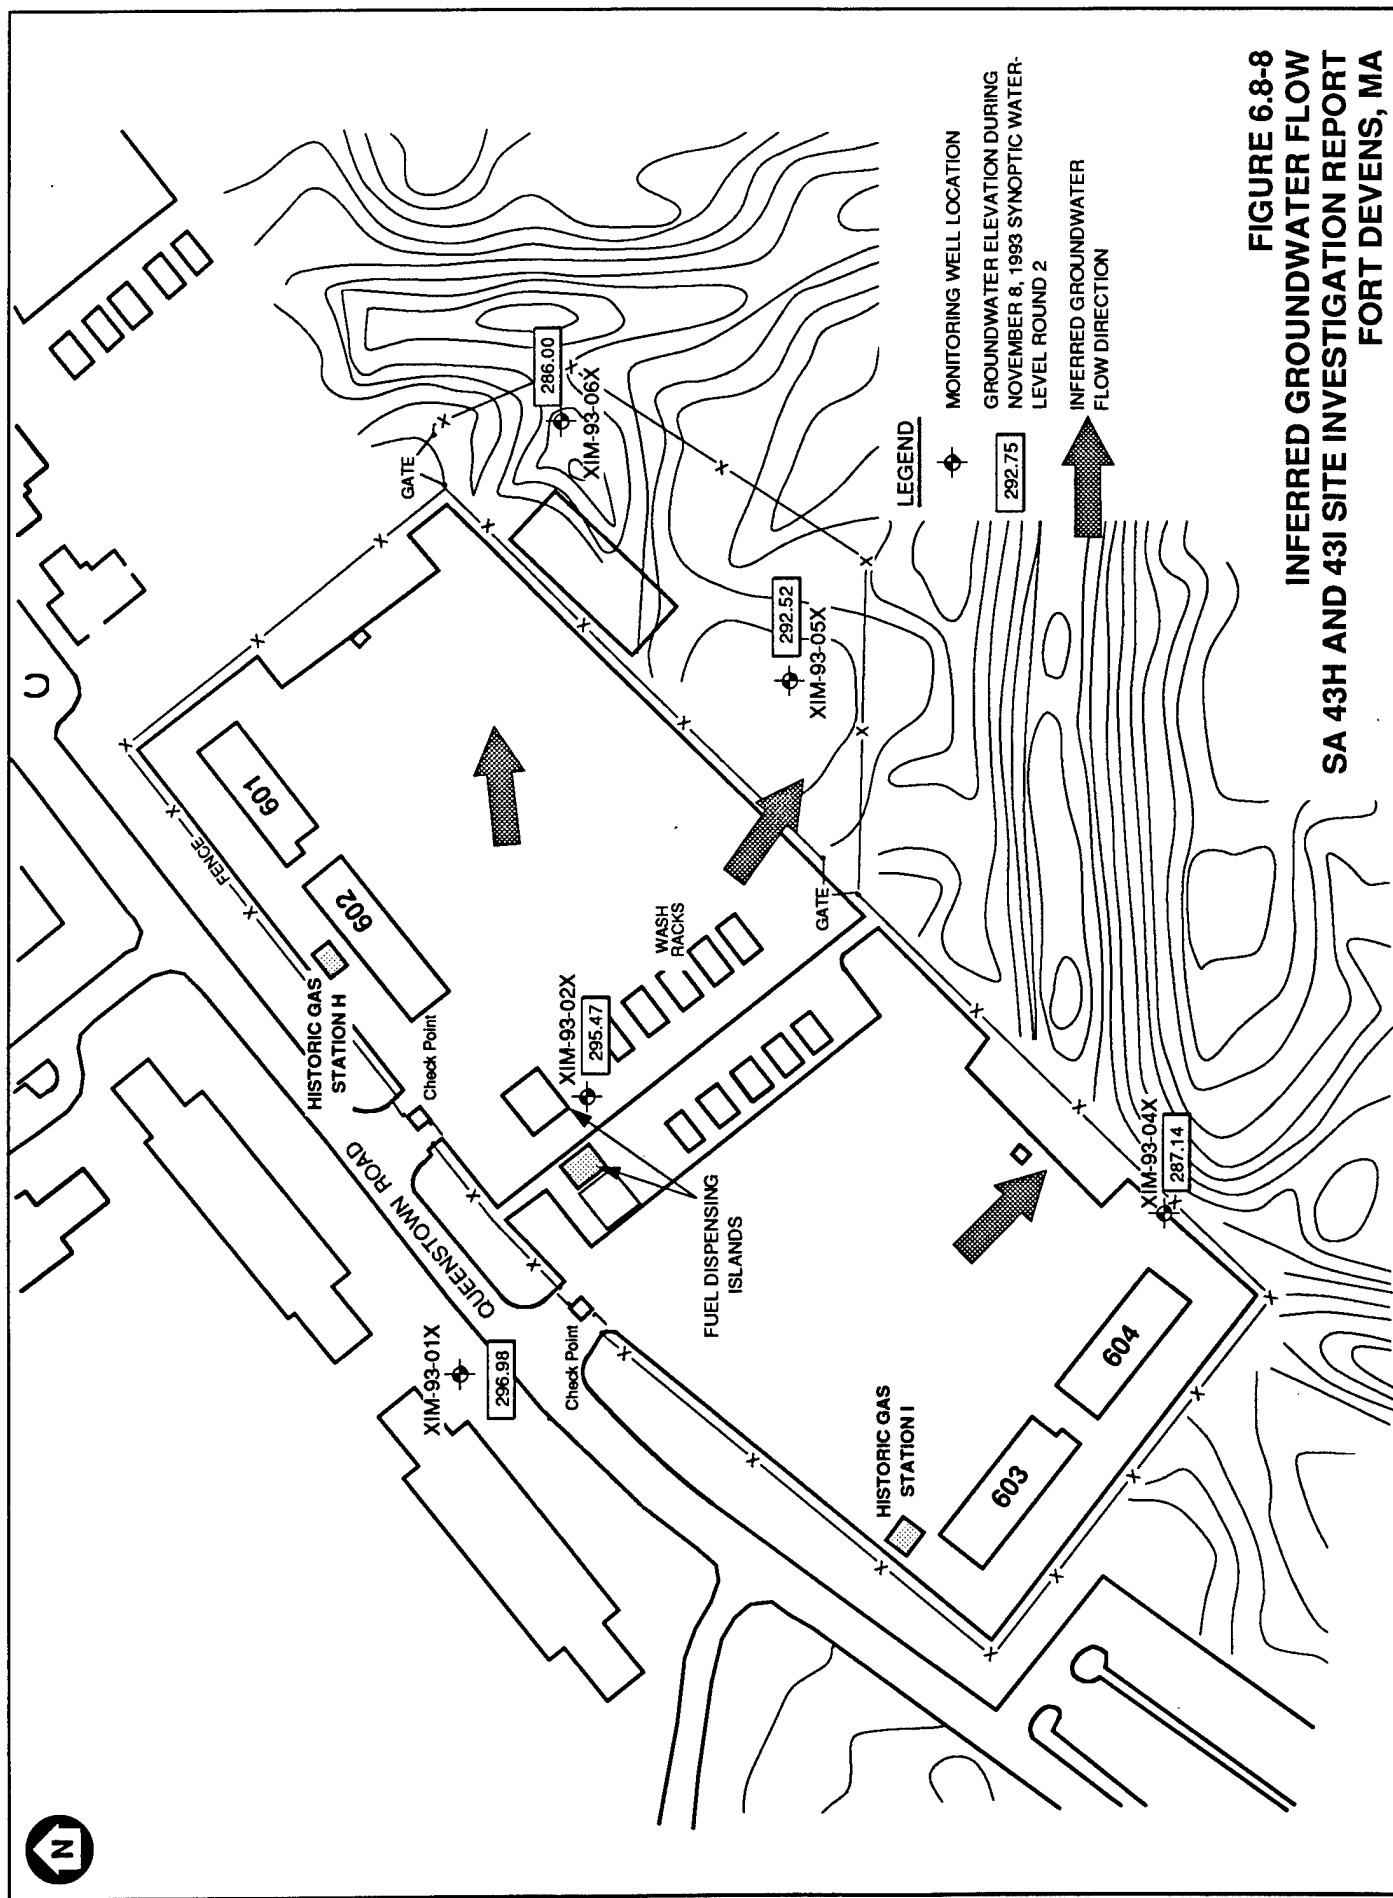 N
GATE
286.00
XIM-93-06X
601
FENCE
602
HISTORIC GAS
STATION H
Check Point
292.52
XIM-93-05X
WASH
RACKS
GATE
XIM-93-02X
295.47
QUEENSTOWN ROAD
XIM-93-01X
296.98
Check Point
FUEL DISPENSING
ISLANDS
XIM-93-04X
287.14
HISTORIC GAS
STATION I
603
604
LEGEND
MONITORING WELL LOCATION
292.75
GROUNDWATER ELEVATION DURING
NOVEMBER 8, 1993 SYNOPTIC WATER-
LEVEL ROUND 2
INFERRED GROUNDWATER
FLOW DIRECTION
FIGURE 6.8-8
INFERRED GROUNDWATER FLOW
SA 43H AND 43I SITE INVESTIGATION REPORT
FORT DEVENS, MA